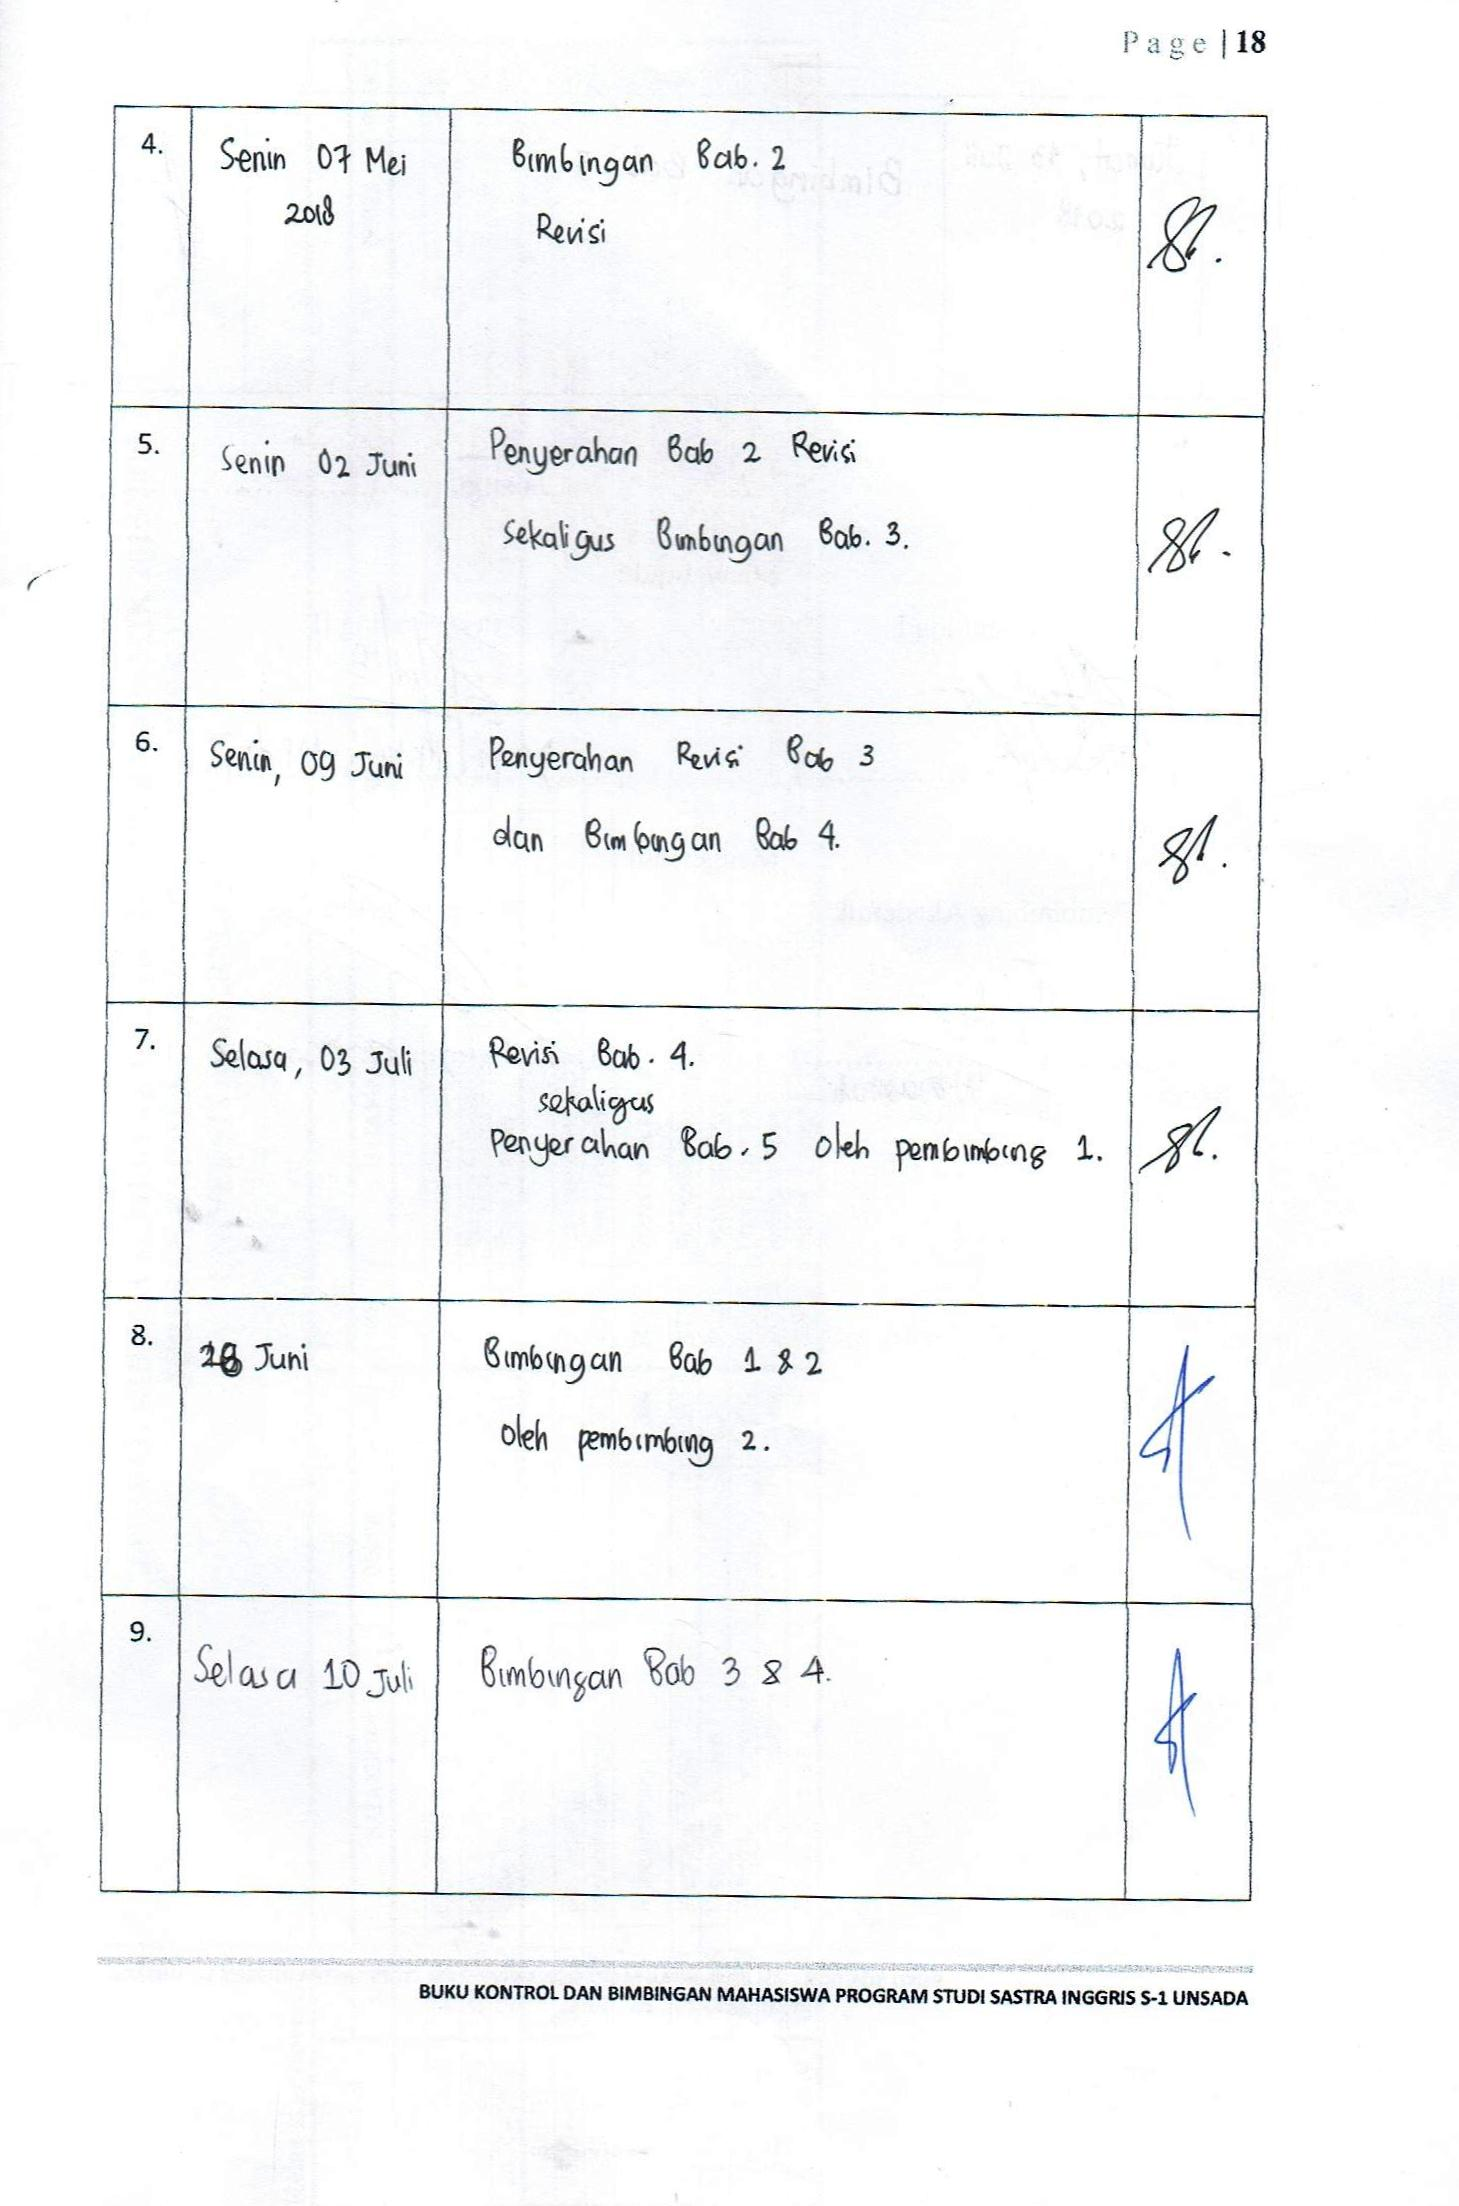 Page | 18
4.
Senin 07 Mei
2018
Bimbingan Bab. 2
Revisi
5.
Senin 02 Juni
Penyerahan Bab 2 Revisi
sekaligus Bimbingan Bab. 3.
6.
Senin, 09 Juni
Penyerahan Revisi Bab 3
dan Bimbingan Bab 4.
7.
Selasa, 03 Juli
Revisi Bab. 4.
sekaligus
Penyerahan Bab. 5 oleh pembimbing 1.
8.
Juni
Bimbingan Bab 1 & 2
oleh pembimbing 2.
9.
Selasa 10 Juli
Bimbingan Bab 3 & 4.
BUKU KONTROL DAN BIMBINGAN MAHASISWA PROGRAM STUDI SASTRA INGGRIS S-1 UNSADA